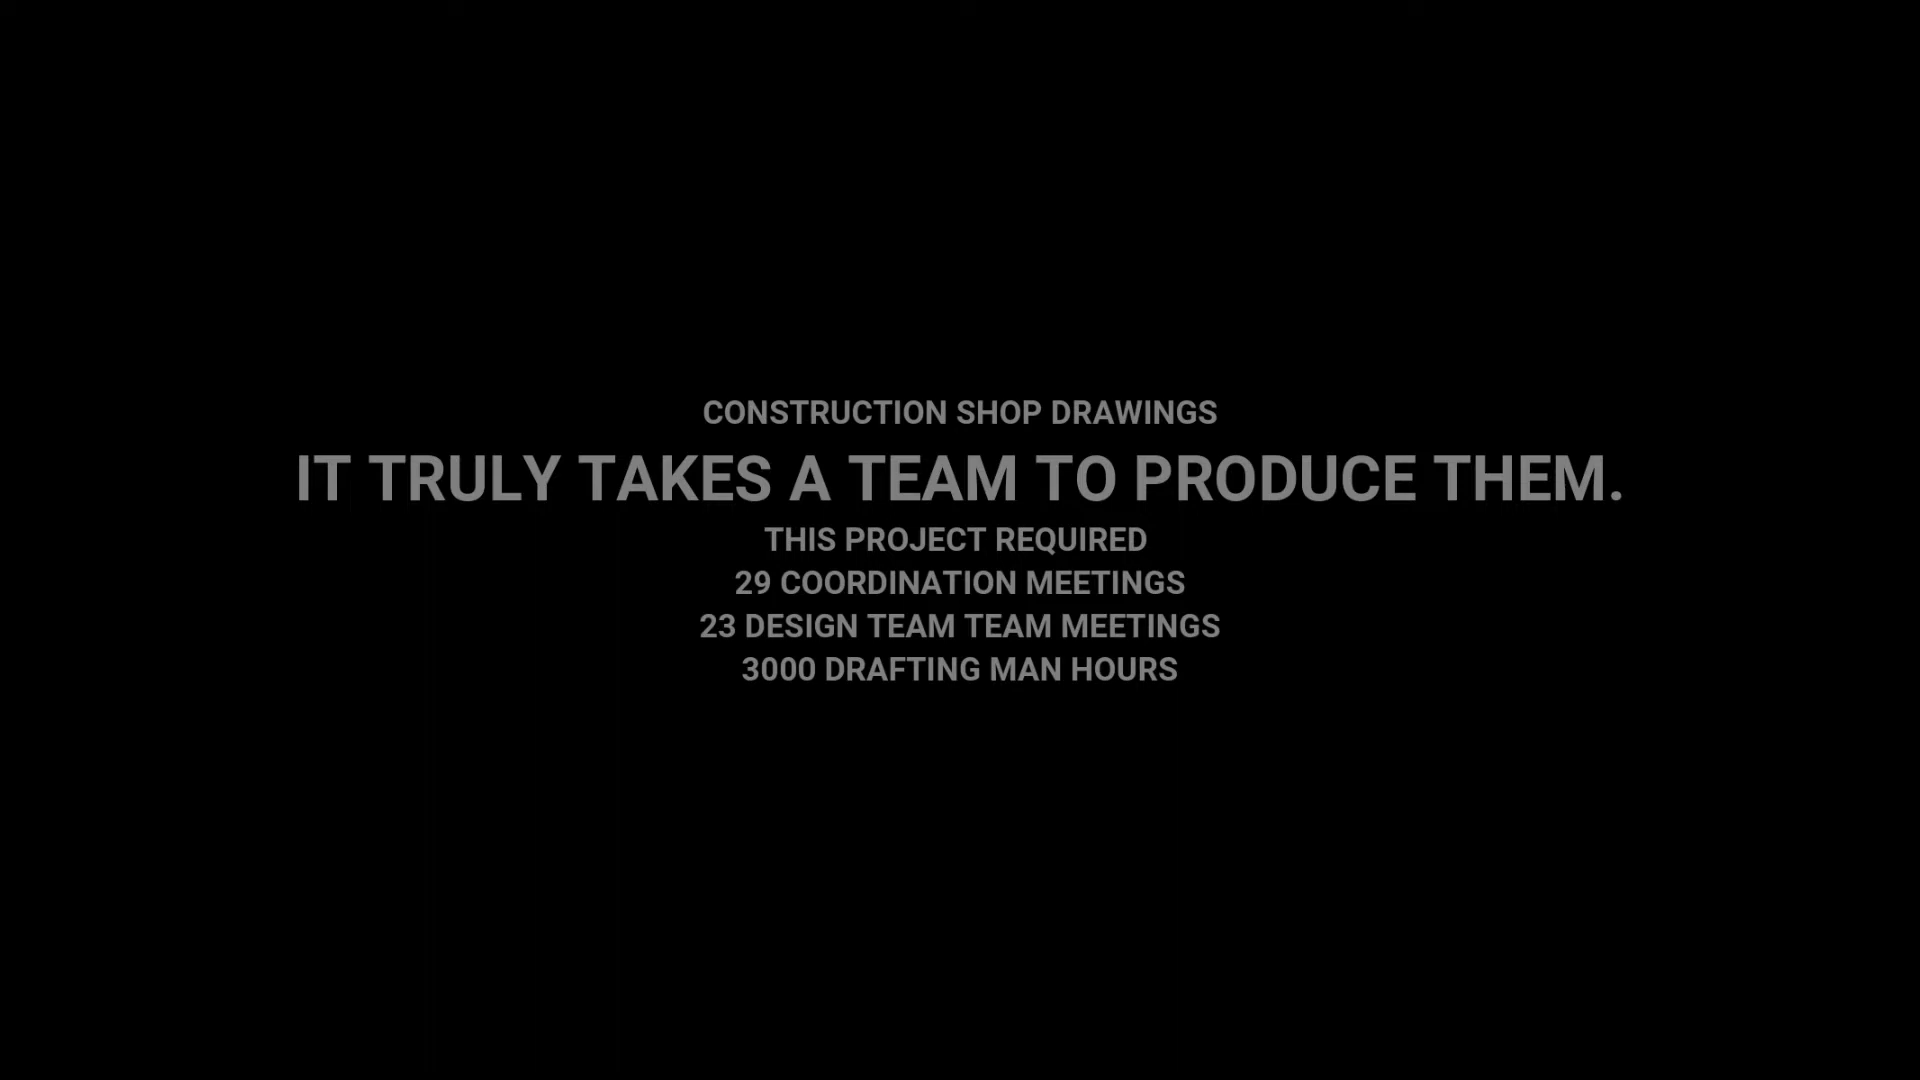 CONSTRUCTION SHOP DRAWINGS
IT TRULY TAKES A TEAM TO PRODUCE THEM.
THIS PROJECT REQUIRED
29 COORDINATION MEETINGS
23 DESIGN TEAM TEAM MEETINGS
3000 DRAFTING MAN HOURS